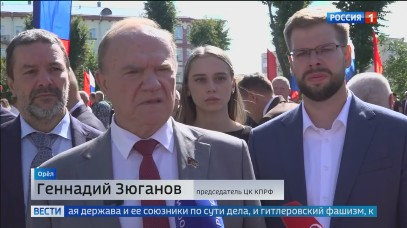 РОССИЯ 1
Орёл
Геннадий Зюганов председатель ЦК КПРФ
ВЕСТИ ая держава и ее союзники по сути дела, и гитлеровский фашизм, к